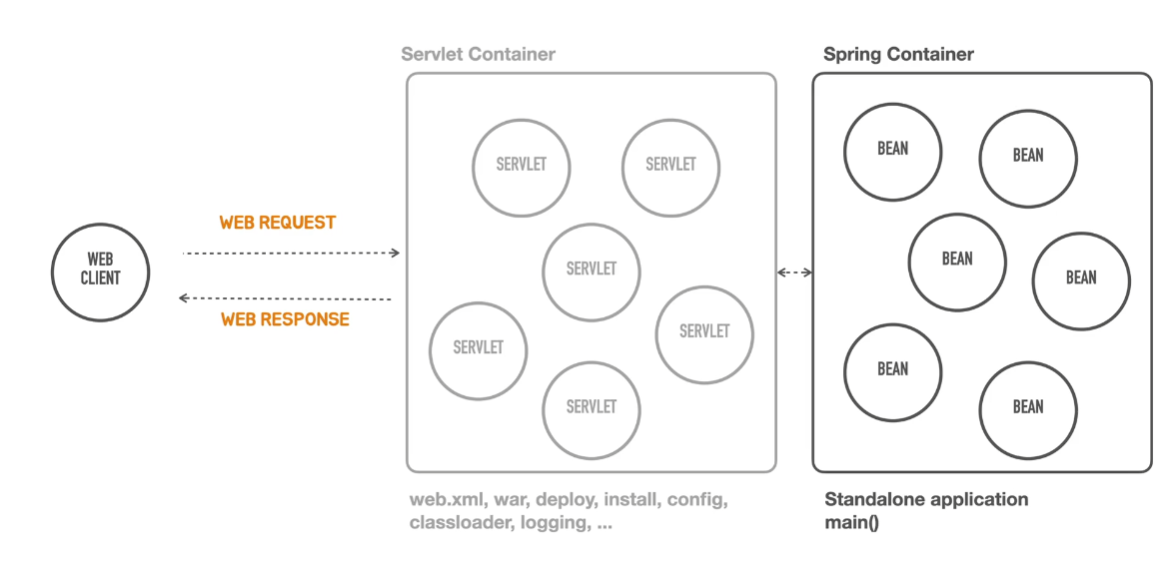 Servlet Container
Spring Container
SERVLET
SERVLET
BEAN
BEAN
WEB REQUEST
WEB
CLIENT
SERVLET
BEAN
BEAN
WEB RESPONSE
SERVLET
SERVLET
BEAN
SERVLET
BEAN
web.xml, war, deploy, install, config,
classloader, logging, ...
Standalone application
main()